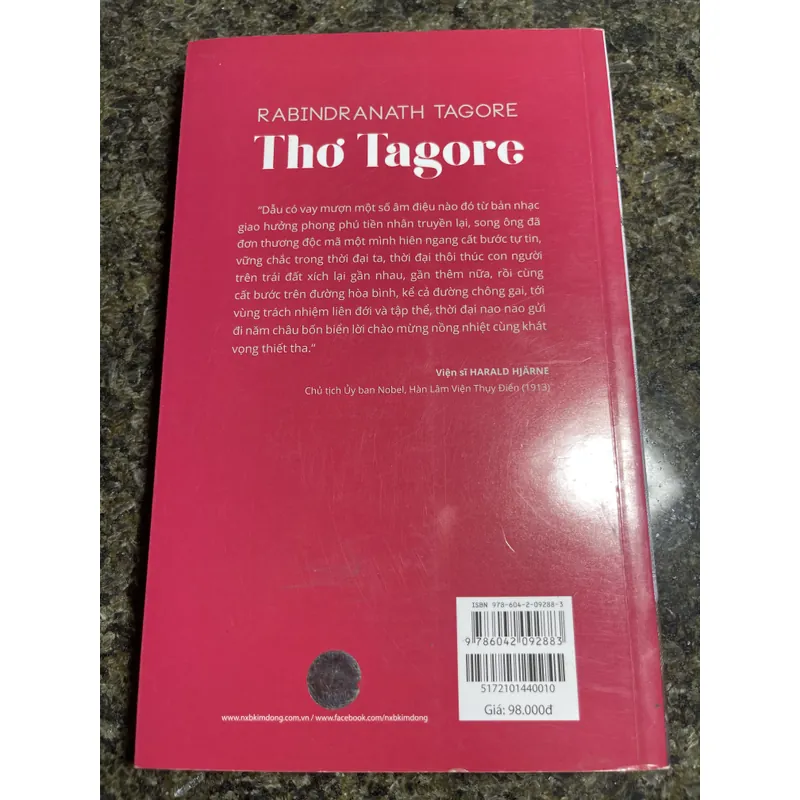 RABINDRANATH TAGORE
Thơ Tagore
“Dẫu có vay mượn một số âm điệu nào đó từ bản nhạc
giao hưởng phong phú tiền nhân truyền lại, song ông đã
đơn thương độc mã một mình hiên ngang cất bước tự tin,
vững chắc trong thời đại ta, thời đại thôi thúc con người
trên trái đất xích lại gần nhau, gần thêm nữa, rồi cùng
cất bước trên đường hòa bình, kể cả đường chông gai, tới
vùng trách nhiệm liên đới và tập thể, thời đại nao nao gửi
đi năm châu bốn biển lời chào mừng nồng nhiệt cùng khát
vọng thiết tha.”
Viện sĩ HARALD HJÄRNE
Chủ tịch Ủy ban Nobel, Hàn Lâm Viện Thụy Điển (1913)
ISBN 978-604-2-09288-3
9 786042 092883
5172101440010
Giá: 98.000đ
www.nxbkimdong.com.vn / www.facebook.com/nxbkimdong